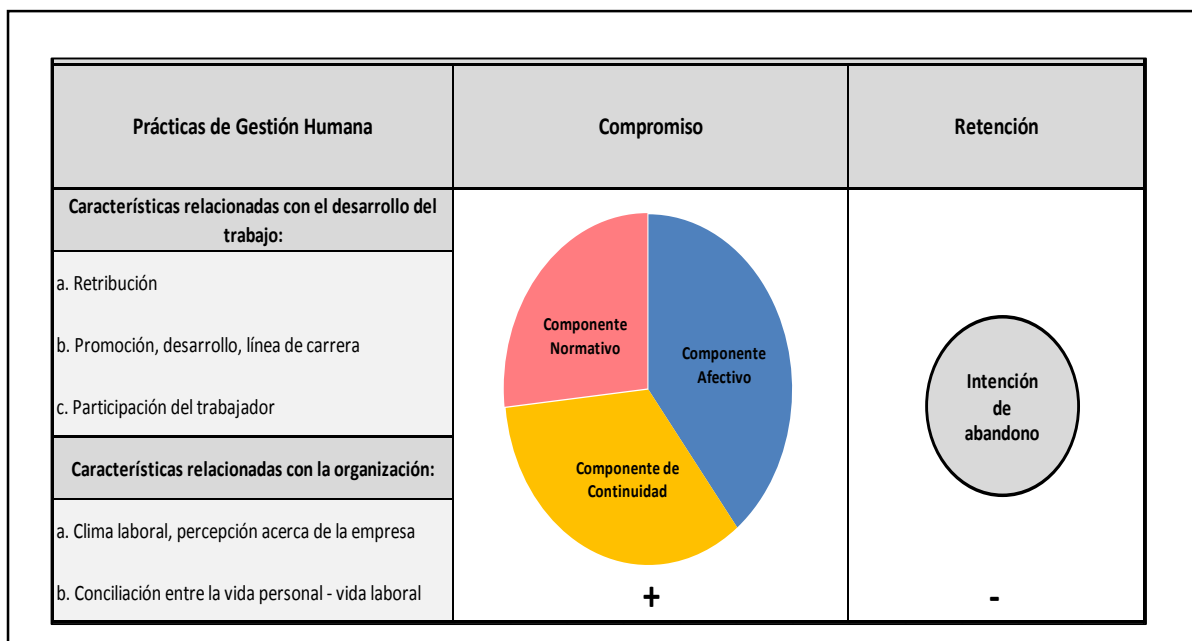 Prácticas de Gestión Humana
Compromiso
Retención
Características relacionadas con el desarrollo del
trabajo:
a. Retribución
b. Promoción, desarrollo, línea de carrera
c. Participación del trabajador
Características relacionadas con la organización:
a. Clima laboral, percepción acerca de la empresa
b. Conciliación entre la vida personal - vida laboral
Componente
Normativo
Componente
Afectivo
Componente de
Continuidad
+
Intención
de
abandono
-